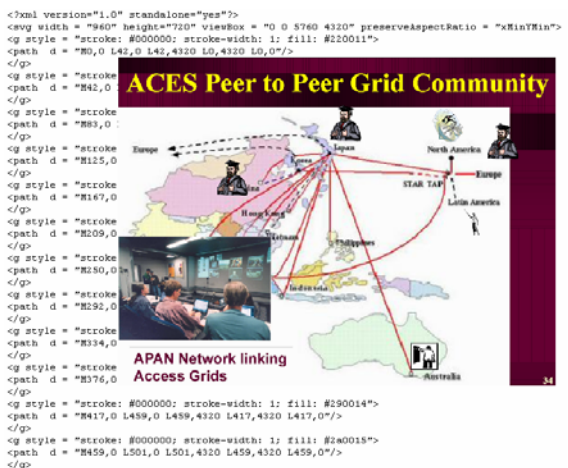 <?xml version="1.0" standalone="yes"?>
<svg width = "960" height="720" viewBox = "0 0 5760 4320" preserveAspectRatio = "xMinYMin">
<g style = "stroke: #000000; stroke-width: 1; fill: #220011">
<path d = "M0,0 L42,0 L42,4320 L0,4320 L0,0"/>
</g>
<g style = "stroke
<path d = "M42,0
</g>
<g style = "stroke
<path d = "M83,0
</g>
<g style = "stroke
<path d = "M125,0
</g>
<g style = "stroke
<path d = "M167,0
</g>
<g style = "stroke
<path d = "M209,0
</g>
<g style = "stroke
<path d = "M250,0
</g>
<g style = "stroke
<path d = "M292,0
</g>
<g style = "stroke
<path d = "M334,0
</g>
<g style = "stroke
<path d = "M376,0
</g>
ACES Peer to Peer Grid Community
Europe
Korea
Japan
North America
Europe
STAR TAP
Latin America
Hong Kong
Vietnam
Philippines
Indonesia
Australia
APAN Network linking
Access Grids
34
<g style = "stroke: #000000; stroke-width: 1; fill: #290014">
<path d = "M417,0 L459,0 L459,4320 L417,4320 L417,0"/>
</g>
<g style = "stroke: #000000; stroke-width: 1; fill: #2a0015">
<path d = "M459,0 L501,0 L501,4320 L459,4320 L459,0"/>
</g>